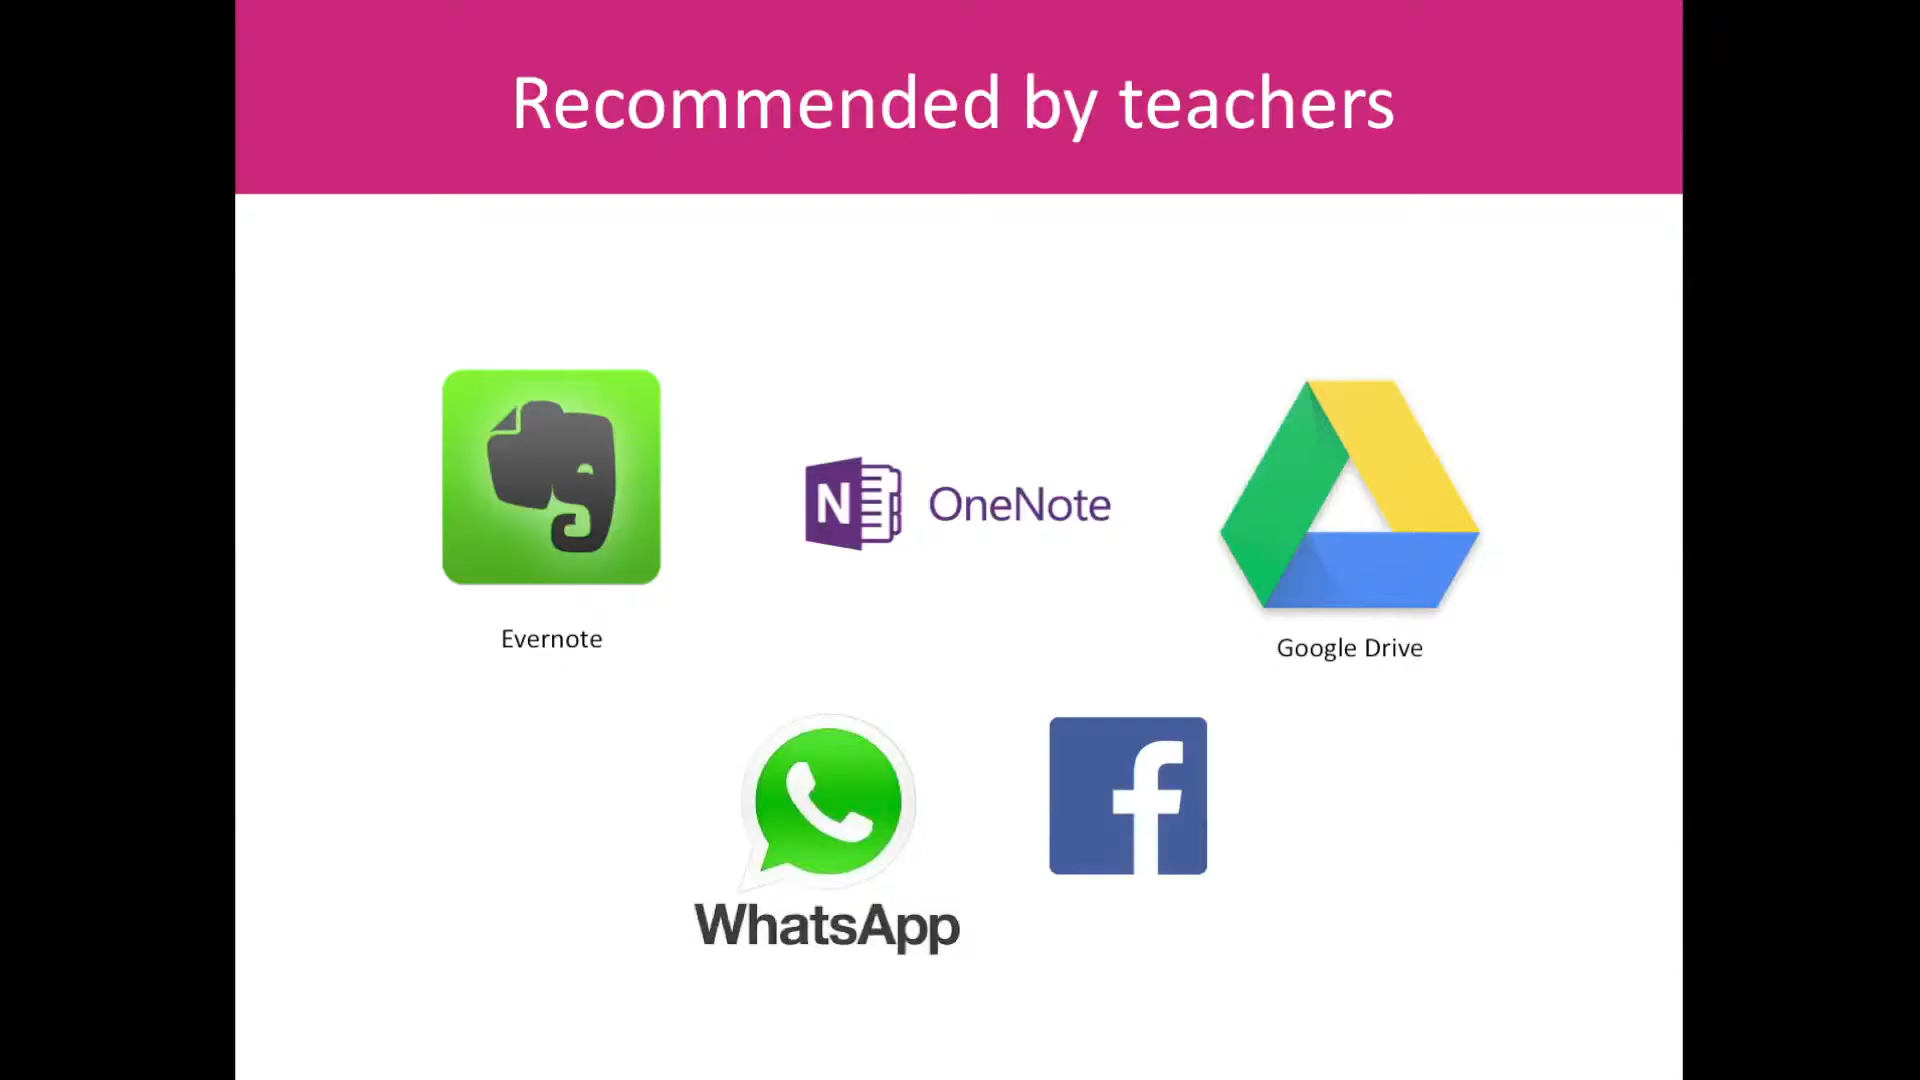 Recommended by teachers
N OneNote
Evernote
Google Drive
f
WhatsApp